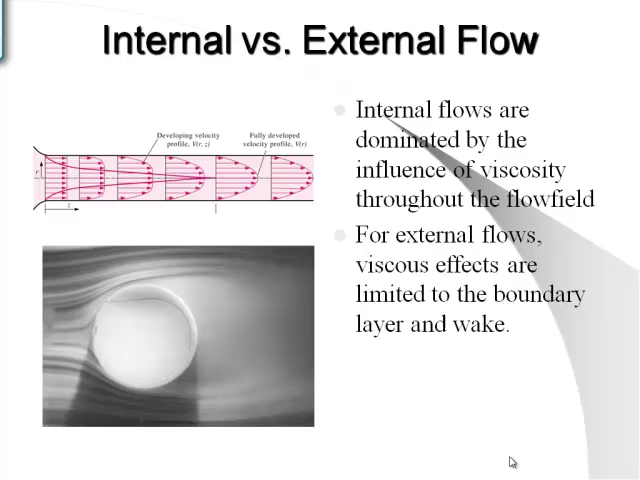 Internal vs. External Flow
Developing velocity
profile, V(r, z)
Fully developed
velocity profile, V(r)
r
z
Internal flows are
dominated by the
influence of viscosity
throughout the flowfield
For external flows,
viscous effects are
limited to the boundary
layer and wake.